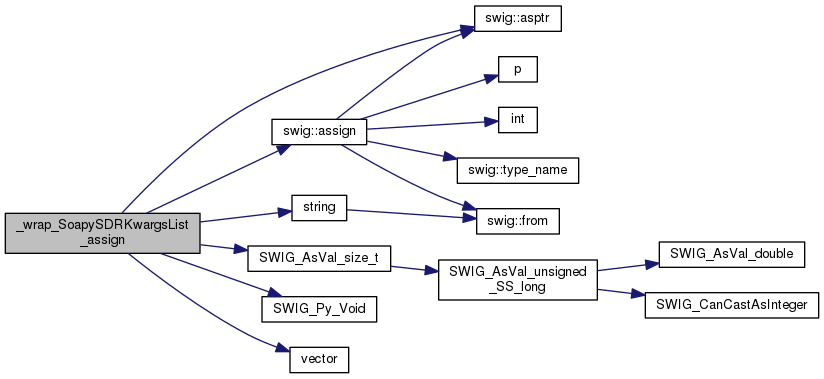 _wrap_SoapySDRKwargsList
_assign
swig::asptr
swig::assign
p
int
swig::type_name
swig::from
string
SWIG_AsVal_size_t
SWIG_AsVal_unsigned
_SS_long
SWIG_AsVal_double
SWIG_CanCastAsInteger
SWIG_Py_Void
vector